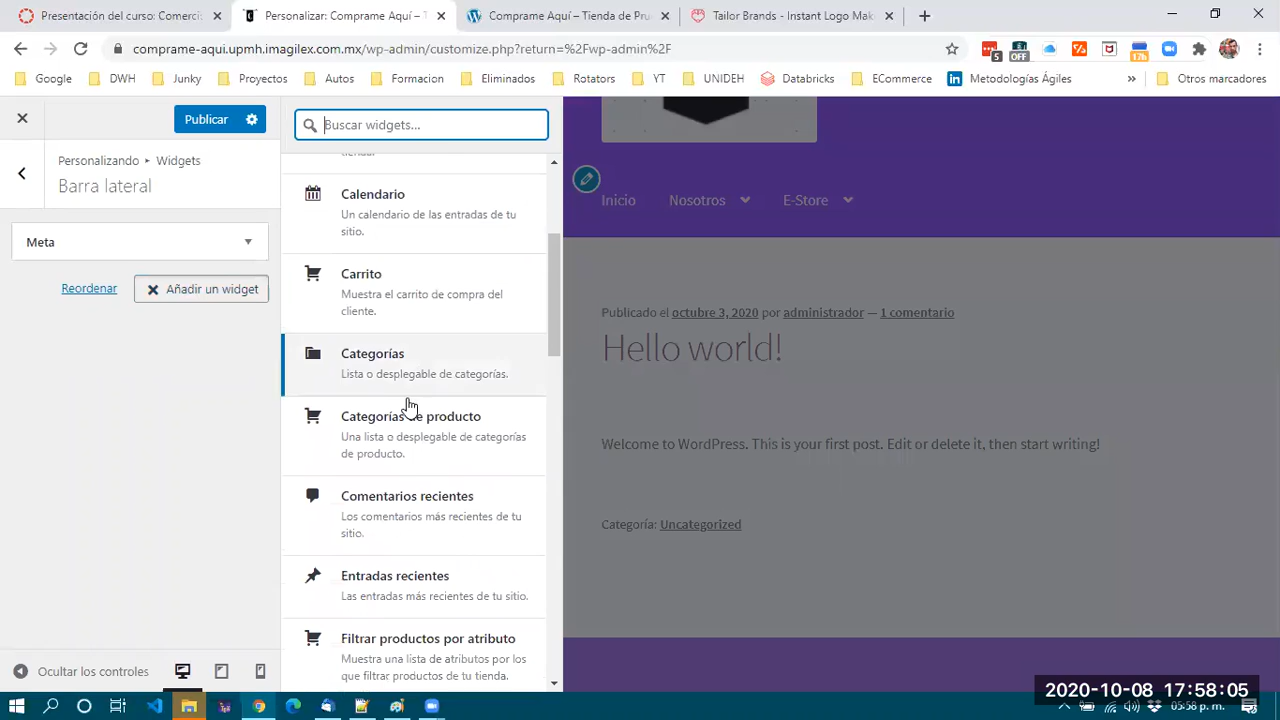 Presentación del curso: Comerci
Personalizar: Comprame Aquí – T
Comprame Aquí – Tienda de Prue
Tailor Brands - Instant Logo Mak
comprame-aqui.upmh.imagilex.com.mx/wp-admin/customize.php?return=%2Fwp-admin%2F
5
OFF
17h
Google
DWH
Junky
Proyectos
Autos
Formacion
Eliminados
Rotators
YT
UNIDEH
Databricks
ECommerce
Metodologías Ágiles
»
Otros marcadores
Publicar
Personalizando ▸ Widgets
Barra lateral
Meta
Reordenar
Añadir un widget
Ocultar los controles
Buscar widgets...
tienda.
Calendario
Un calendario de las entradas de tu
sitio.
Carrito
Muestra el carrito de compra del
cliente.
Categorías
Lista o desplegable de categorías.
Categorías de producto
Una lista o desplegable de categorías
de producto.
Comentarios recientes
Los comentarios más recientes de tu
sitio.
Entradas recientes
Las entradas más recientes de tu sitio.
Filtrar productos por atributo
Muestra una lista de atributos por los
que filtrar productos de tu tienda.
Inicio
Nosotros
E-Store
Publicado el octubre 3, 2020 por administrador — 1 comentario
Hello world!
Welcome to WordPress. This is your first post. Edit or delete it, then start writing!
Categoría: Uncategorized
2020-10-08 17:58:05
05:58 p. m.